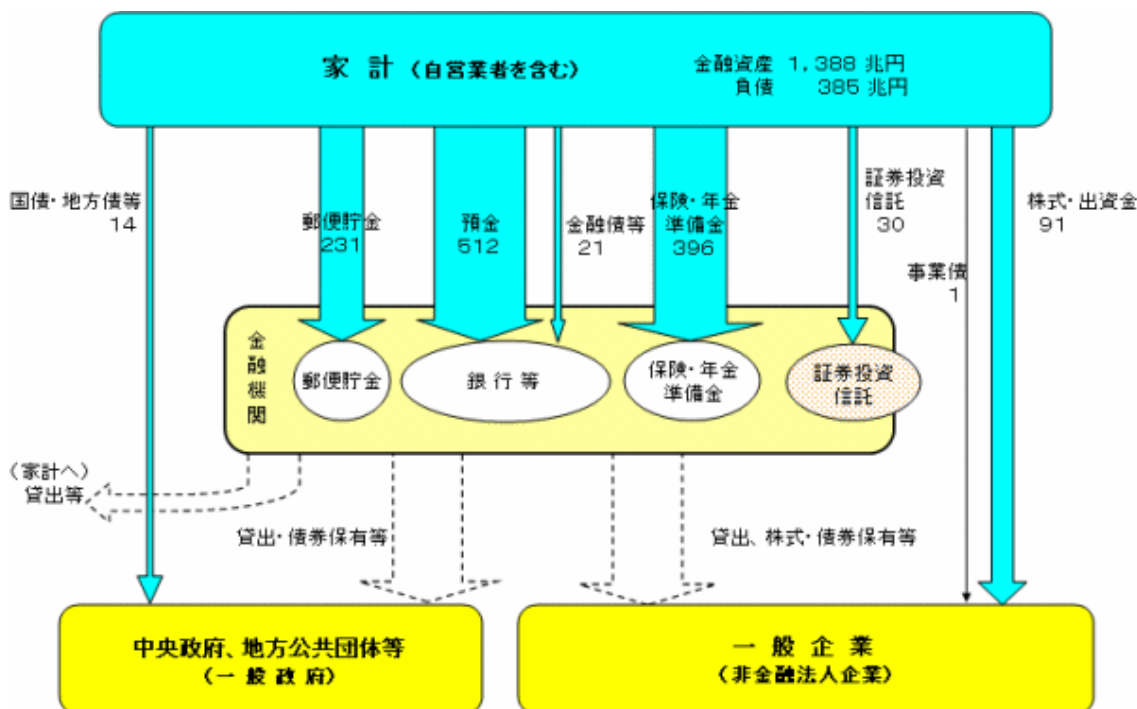 家 計 (自営業者を含む)
金融資産 1,388 兆円
負債 385 兆円
国債・地方債等
14
郵便貯金
231
預金
512
金融債等
21
保険・年金
準備金
396
証券投資
信託
30
事業債
1
株式・出資金
91
金融機関
郵便貯金
銀行等
保険・年金
準備金
証券投資
信託
(家計へ)
貸出等
貸出・債券保有等
貸出、株式・債券保有等
中央政府、地方公共団体等
(一般政府)
一般企業
(非金融法人企業)